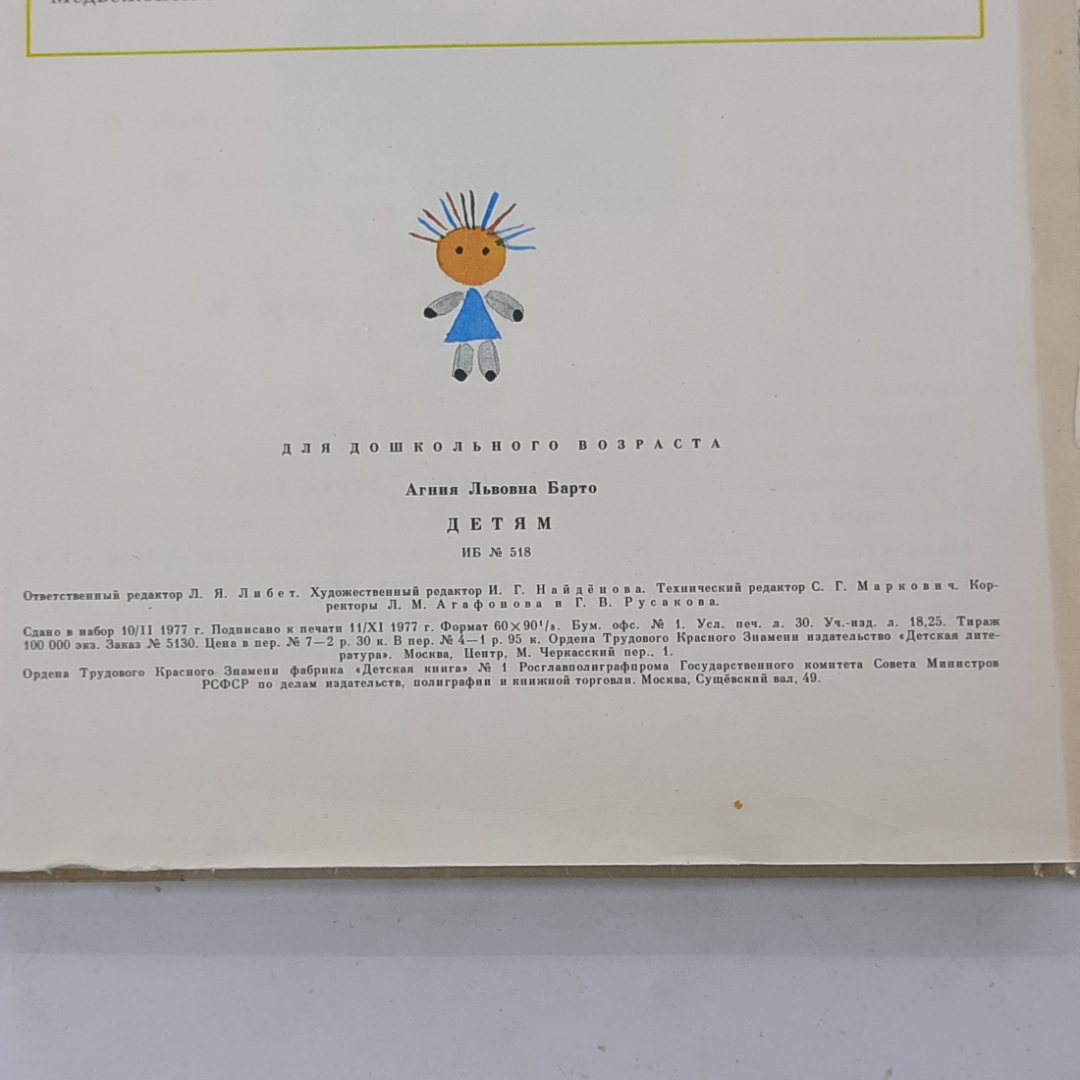 ДЛЯ ДОШКОЛЬНОГО ВОЗРАСТА
Агния Львовна Барто
ДЕТЯМ
ИБ № 518
Ответственный редактор Л. Я. Либет. Художественный редактор И. Г. Найдёнова. Технический редактор С. Г. Маркович. Кор-
ректоры Л. М. Агафонова и Г. В. Русакова.
Сдано в набор 10/II 1977 г. Подписано к печати 11/XI 1977 г. Формат 60×90¹/₈. Бум. офс. № 1. Усл. печ. л. 30. Уч.-изд. л. 18,25. Тираж
100 000 экз. Заказ № 5130. Цена в пер. № 7—2 р. 30 к. В пер. № 4—1 р. 95 к. Ордена Трудового Красного Знамени издательство «Детская лите-
ратура». Москва, Центр, М. Черкасский пер., 1.
Ордена Трудового Красного Знамени фабрика «Детская книга» № 1 Росглавполиграфпрома Государственного комитета Совета Министров
РСФСР по делам издательств, полиграфии и книжной торговли. Москва, Сущёвский вал, 49.